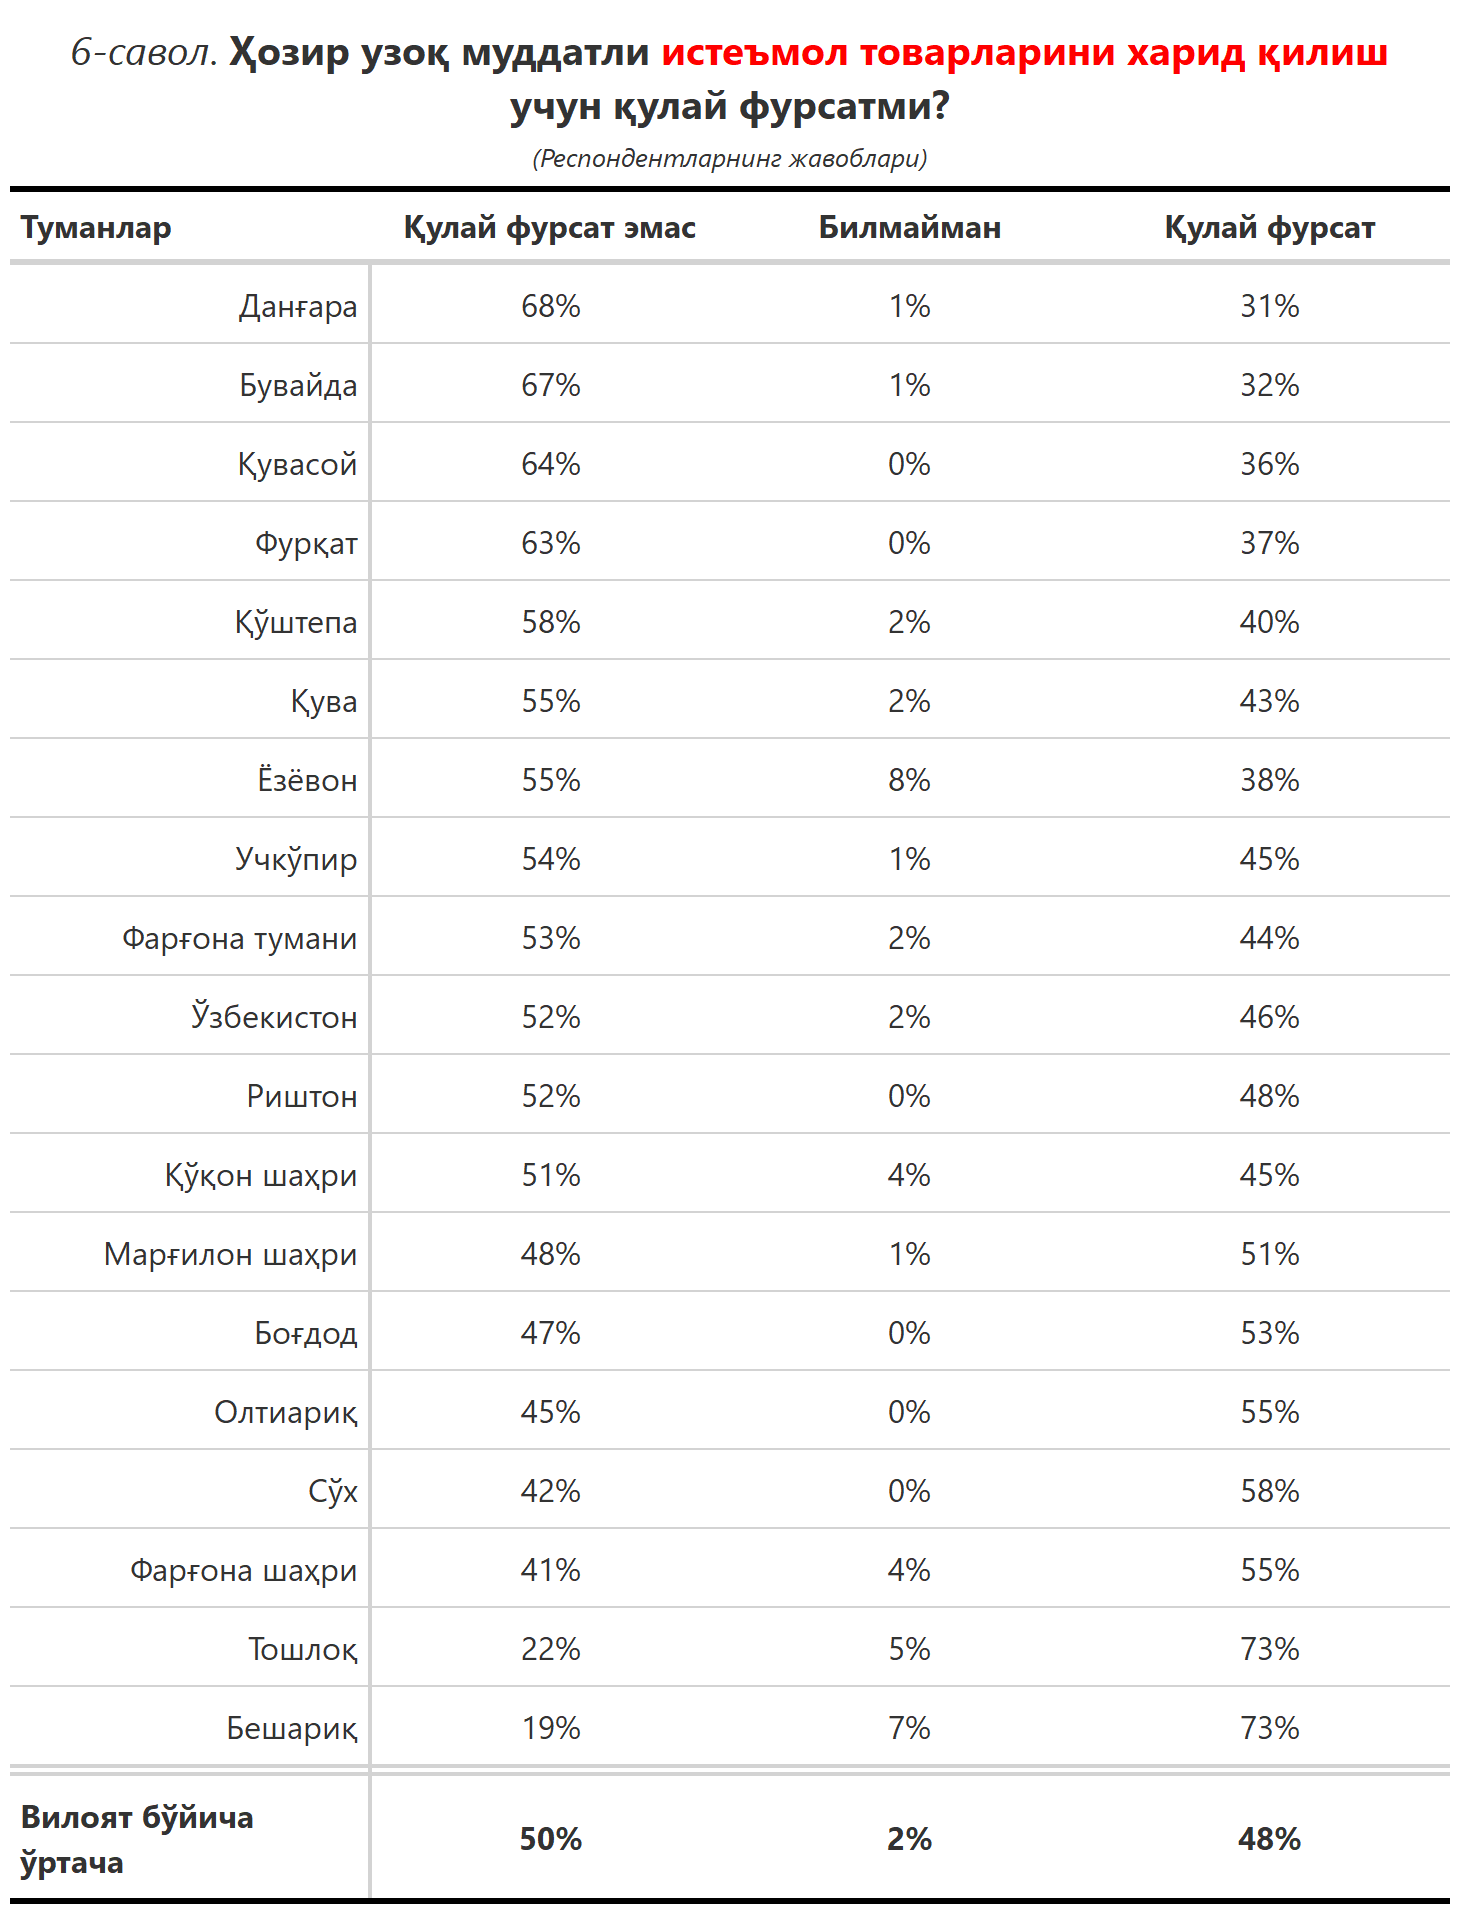 6-савол. Ҳозир узоқ муддатли истеъмол товарларини харид қилиш
учун қулай фурсатми?
(Респондентларнинг жавоблари)
Туманлар Қулай фурсат эмас Билмайман Қулай фурсат
Данғара 68% 1% 31%
Бувайда 67% 1% 32%
Қувасой 64% 0% 36%
Фурқат 63% 0% 37%
Қўштепа 58% 2% 40%
Қува 55% 2% 43%
Ёзёвон 55% 8% 38%
Учкўпир 54% 1% 45%
Фарғона тумани 53% 2% 44%
Ўзбекистон 52% 2% 46%
Риштон 52% 0% 48%
Қўқон шаҳри 51% 4% 45%
Марғилон шаҳри 48% 1% 51%
Боғдод 47% 0% 53%
Олтиариқ 45% 0% 55%
Сўх 42% 0% 58%
Фарғона шаҳри 41% 4% 55%
Тошлоқ 22% 5% 73%
Бешариқ 19% 7% 73%
Вилоят бўйича
ўртача 50% 2% 48%